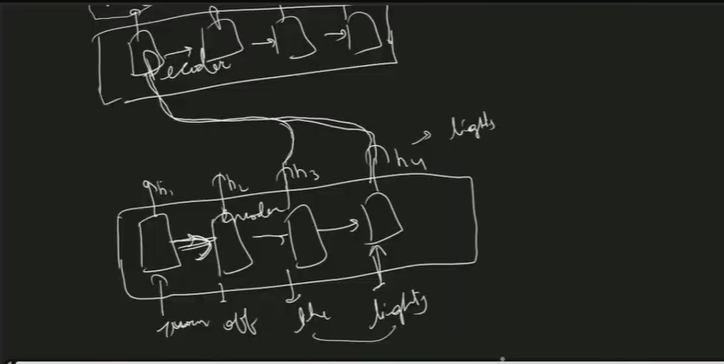 Decoder
lights
h₁ h₂ h₃ h₄
Encoder
turn off the lights